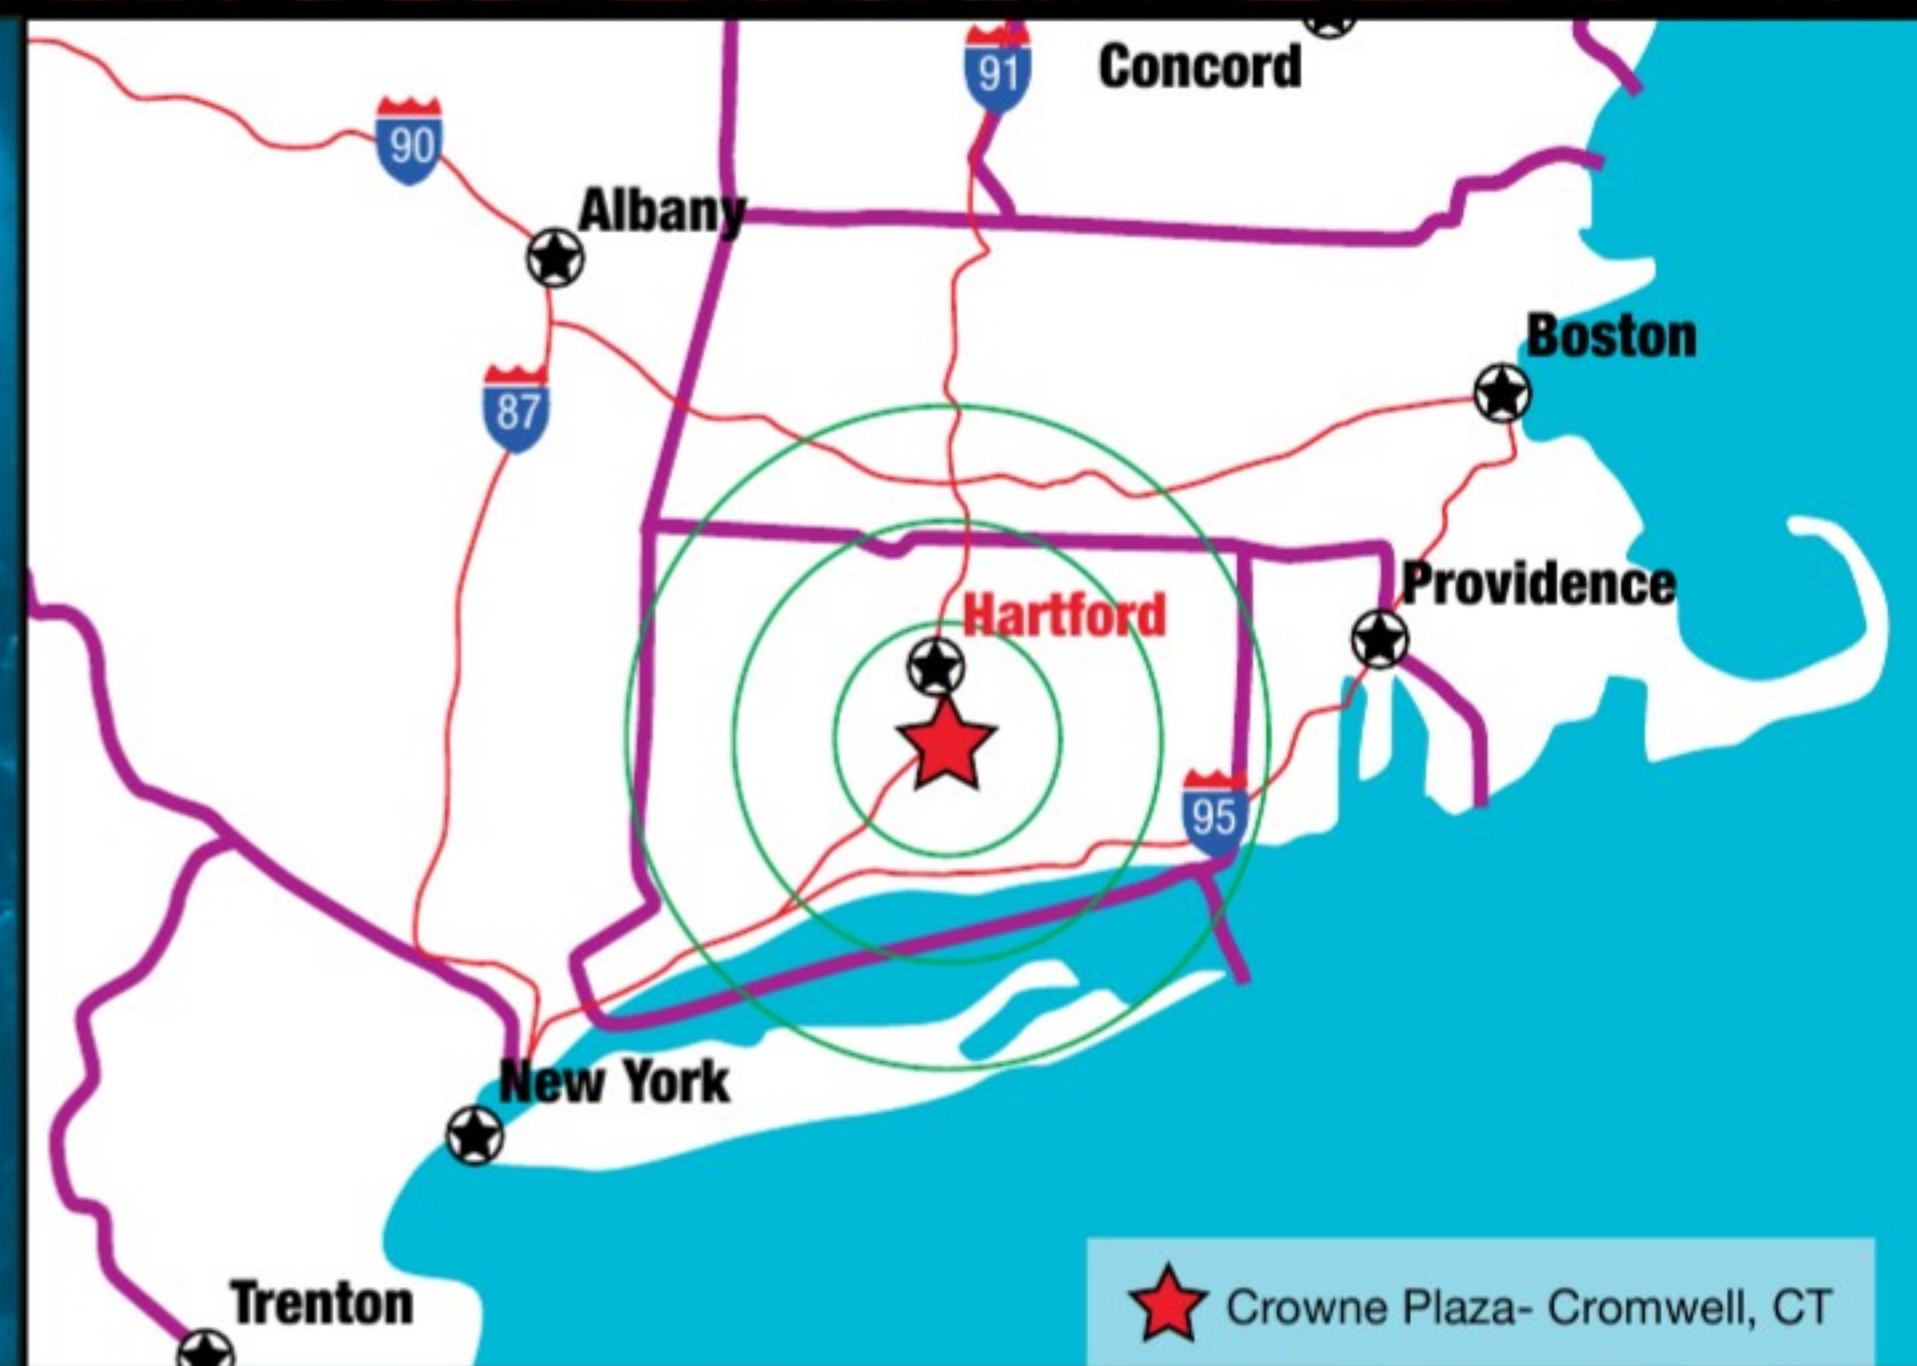 91
Concord
90
Albany
Boston
87
Providence
Hartford
95
New York
Trenton
Crowne Plaza- Cromwell, CT